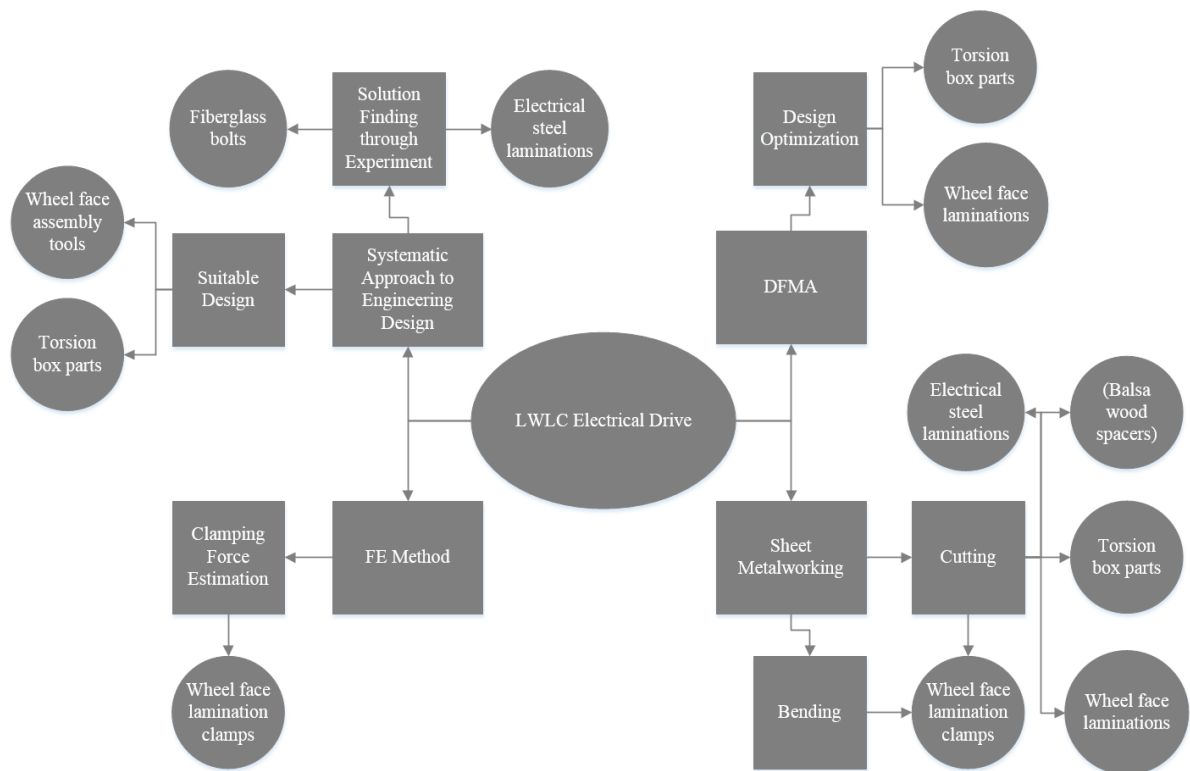 Fiberglass
bolts
Solution
Finding
through
Experiment
Electrical
steel
laminations
Design
Optimization
Torsion
box parts
Wheel face
laminations
Wheel face
assembly
tools
Suitable
Design
Systematic
Approach to
Engineering
Design
DFMA
Torsion
box parts
LWLC Electrical Drive
Electrical
steel
laminations
(Balsa
wood
spacers)
Clamping
Force
Estimation
FE Method
Sheet
Metalworking
Cutting
Torsion
box parts
Wheel face
lamination
clamps
Bending
Wheel face
lamination
clamps
Wheel face
laminations